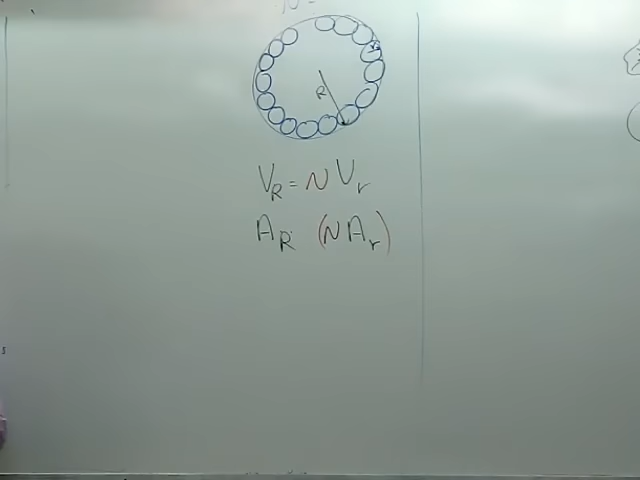 R
V_R = N V_r
A_R (N A_r)